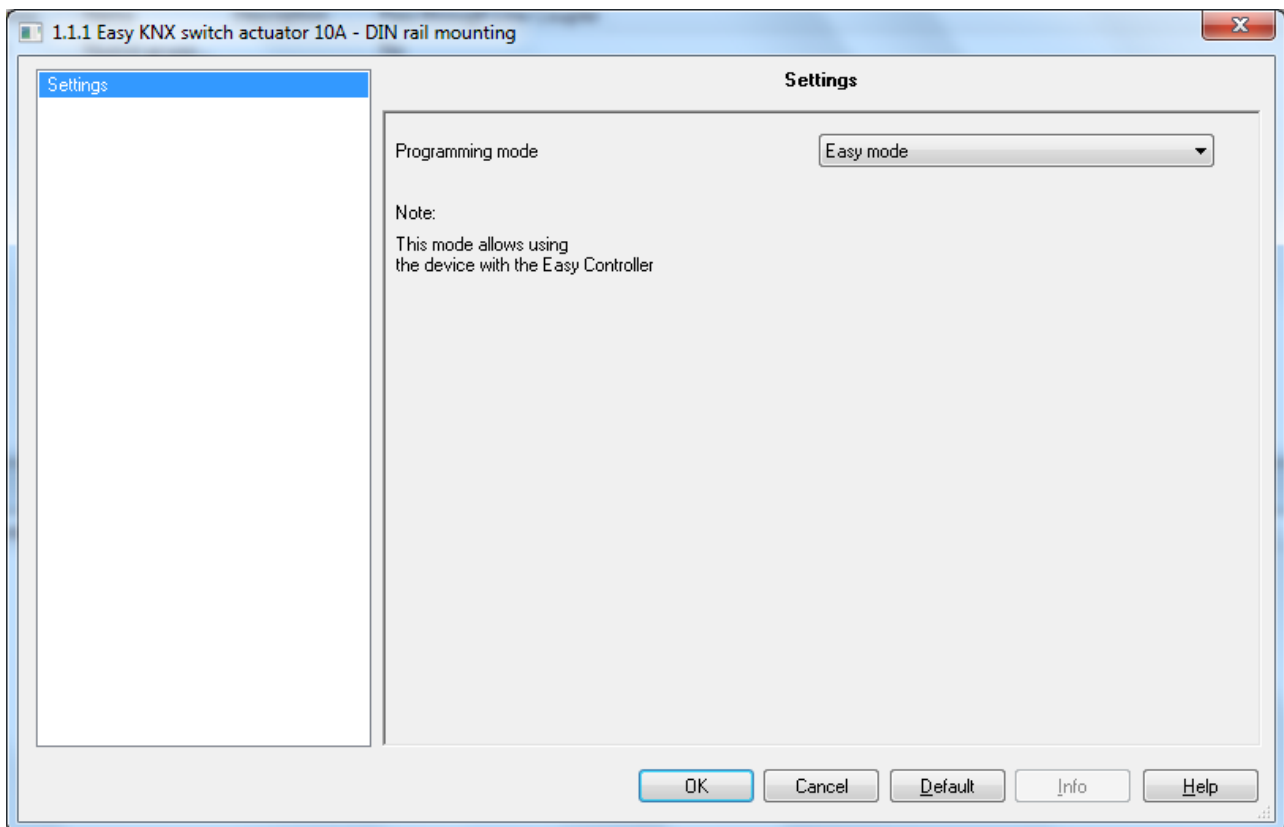 1.1.1 Easy KNX switch actuator 10A - DIN rail mounting
Settings
Settings
Programming mode
Easy mode
Note:
This mode allows using
the device with the Easy Controller
OK
Cancel
Default
Info
Help